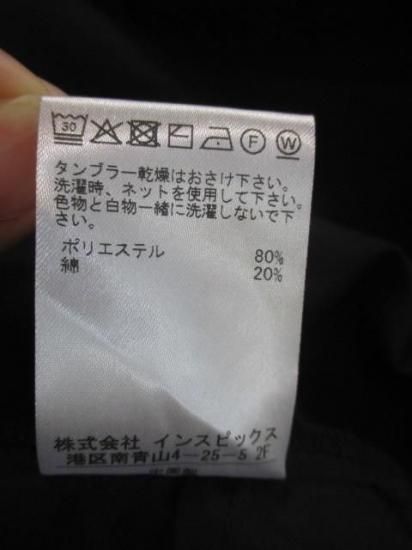 30 F W
タンブラー乾燥はおさけ下さい。
洗濯時、ネットを使用して下さい。
色物と白物一緒に洗濯しないで下
さい。
ポリエステル 80%
綿 20%
株式会社 インスピックス
港区南青山4-25-5 2F